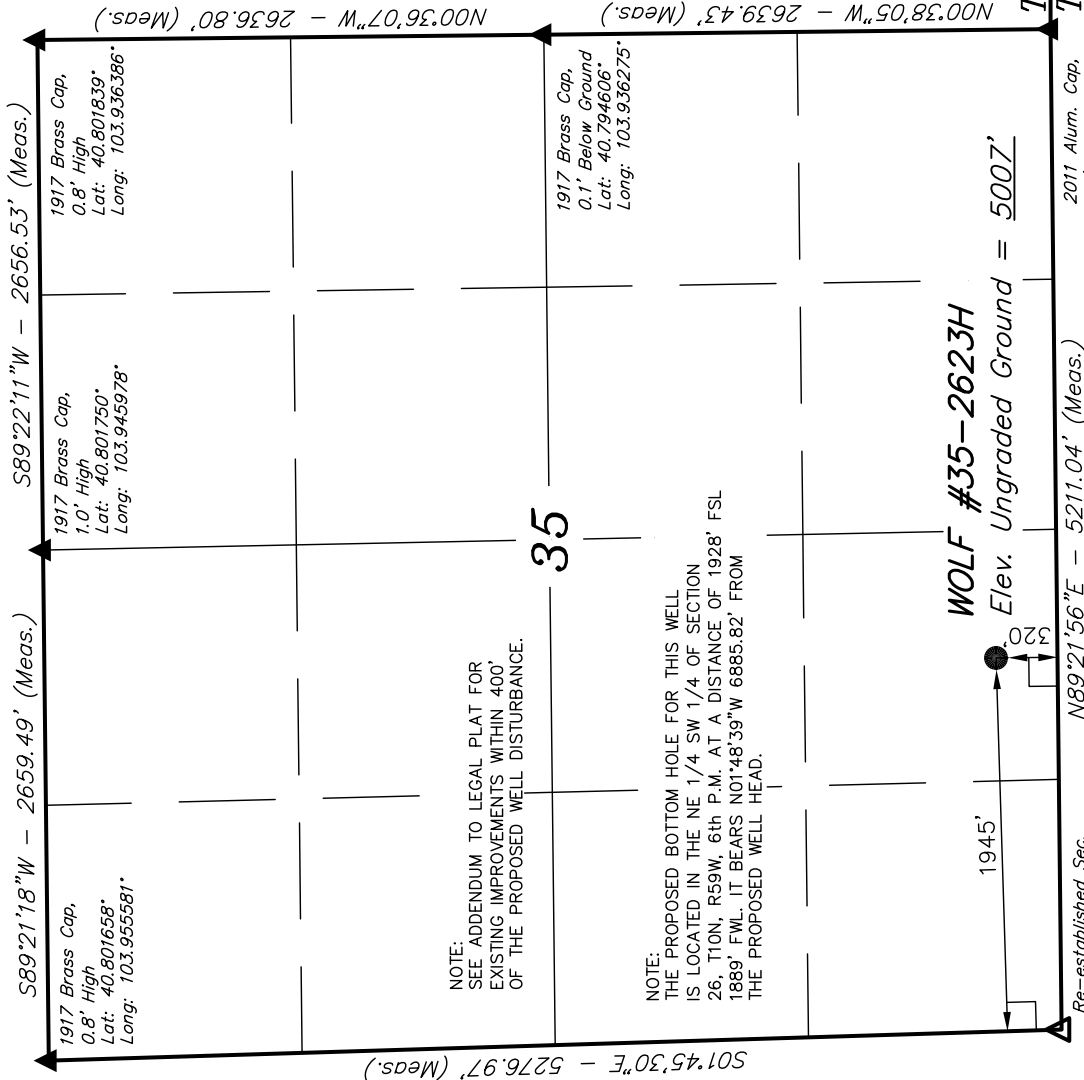 S89°21'18"W - 2659.49' (Meas.)
S89°22'11"W - 2656.53' (Meas.)
1917 Brass Cap,
0.8' High
Lat: 40.801658°
Long: 103.955581°
1917 Brass Cap,
1.0' High
Lat: 40.801750°
Long: 103.945978°
1917 Brass Cap,
0.8' High
Lat: 40.801839°
Long: 103.936386°
N00°36'07"W - 2636.80' (Meas.)
NOTE:
SEE ADDENDUM TO LEGAL PLAT FOR
EXISTING IMPROVEMENTS WITHIN 400'
OF THE PROPOSED WELL DISTURBANCE.
35
1917 Brass Cap,
0.1' Below Ground
Lat: 40.794606°
Long: 103.936275°
S01°45'30"E - 5276.97' (Meas.)
N00°38'05"W - 2639.43' (Meas.)
NOTE:
THE PROPOSED BOTTOM HOLE FOR THIS WELL
IS LOCATED IN THE NE 1/4 SW 1/4 OF SECTION
26, T10N, R59W, 6th P.M. AT A DISTANCE OF 1928' FSL
1889' FWL. IT BEARS N01°48'39"W 6885.82' FROM
THE PROPOSED WELL HEAD.
WOLF #35-2623H
Elev. Ungraded Ground = 5007'
1945'
320'
T
T
Re-established Sec.
N89°21'56"E - 5211.04' (Meas.)
2011 Alum. Cap,